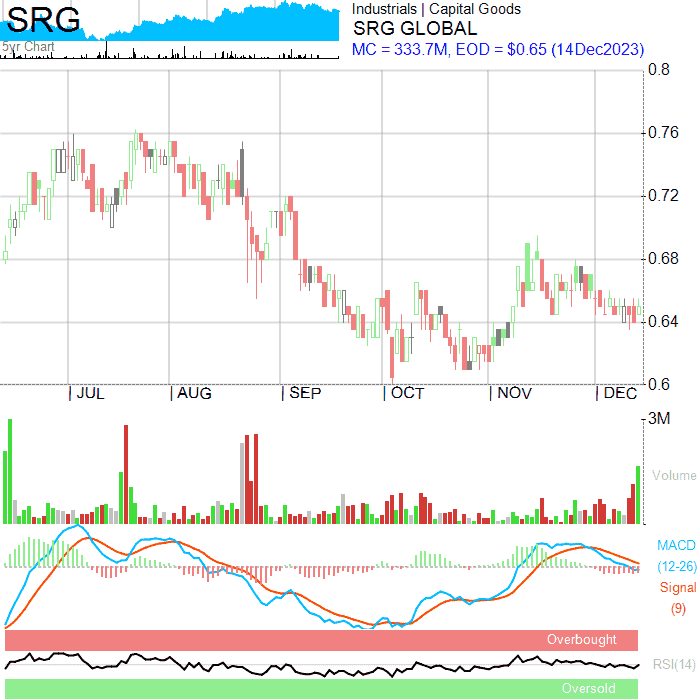 SRG
5yr Chart
Industrials | Capital Goods
SRG GLOBAL
MC = 333.7M, EOD = $0.65 (14Dec2023)
0.8
0.76
0.72
0.68
0.64
0.6
| JUL | AUG | SEP | OCT | NOV | DEC
3M
Volume
MACD
(12-26)
Signal
(9)
Overbought
RSI(14)
Oversold